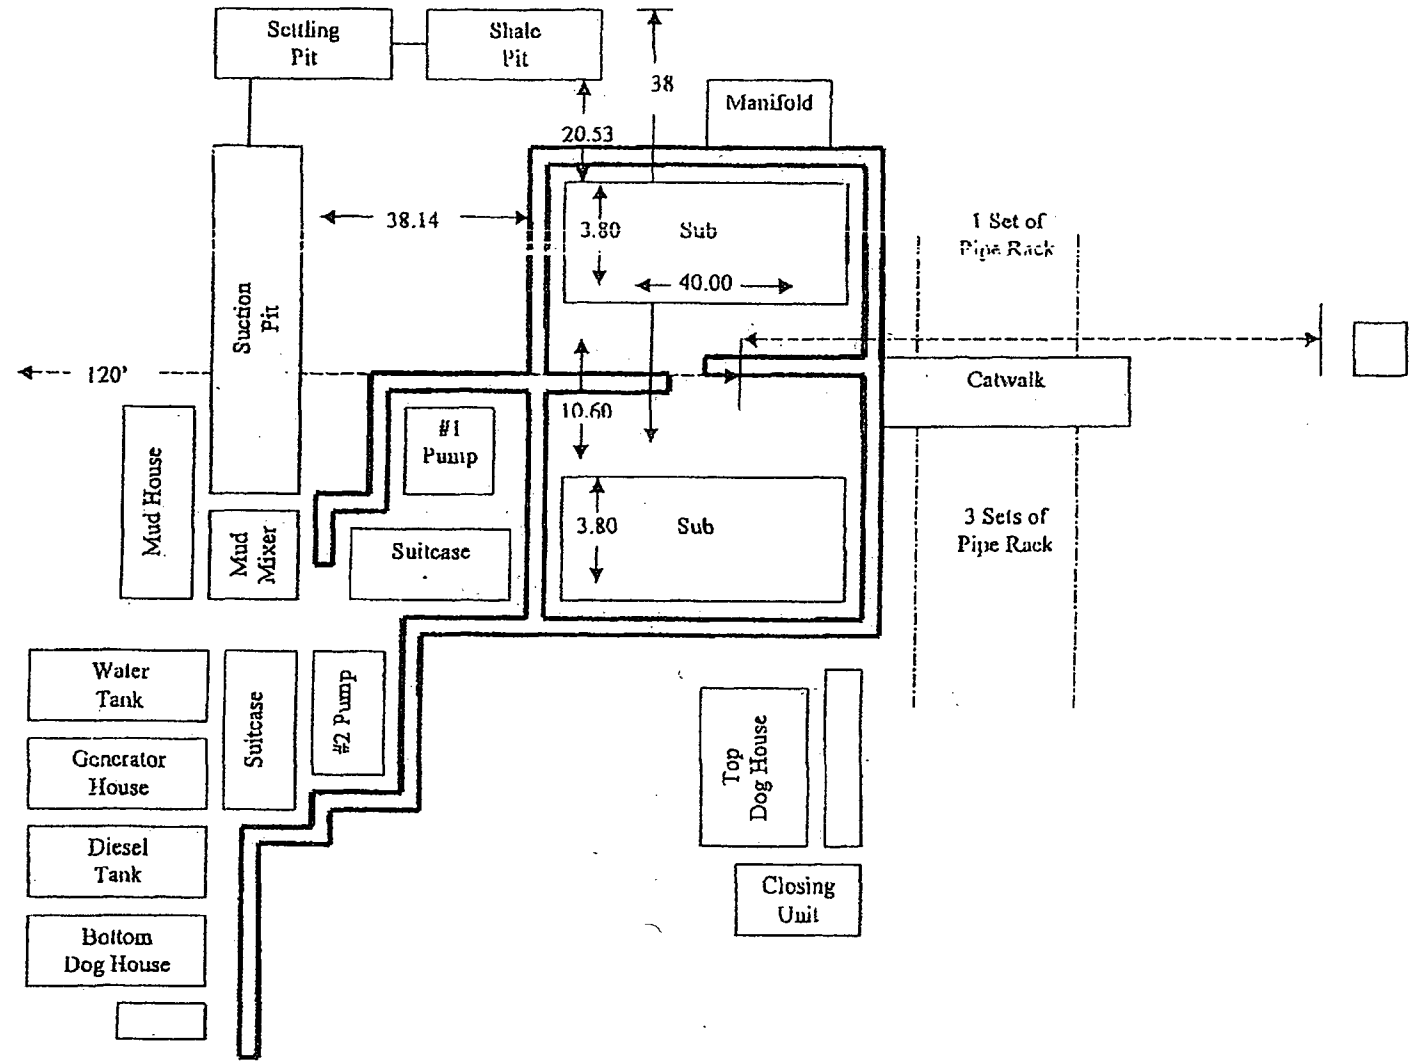 Settling
Pit
Shale
Pit
38
Manifold
20.53
38.14
3.80
Sub
40.00
1 Set of
Pipe Rack
Suction
Pit
120'
10.60
Catwalk
#1
Pump
Mud House
Mud
Mixer
Suitcase
3.80
Sub
3 Sets of
Pipe Rack
Water
Tank
Suitcase
#2 Pump
Generator
House
Top
Dog House
Diesel
Tank
Closing
Unit
Bottom
Dog House